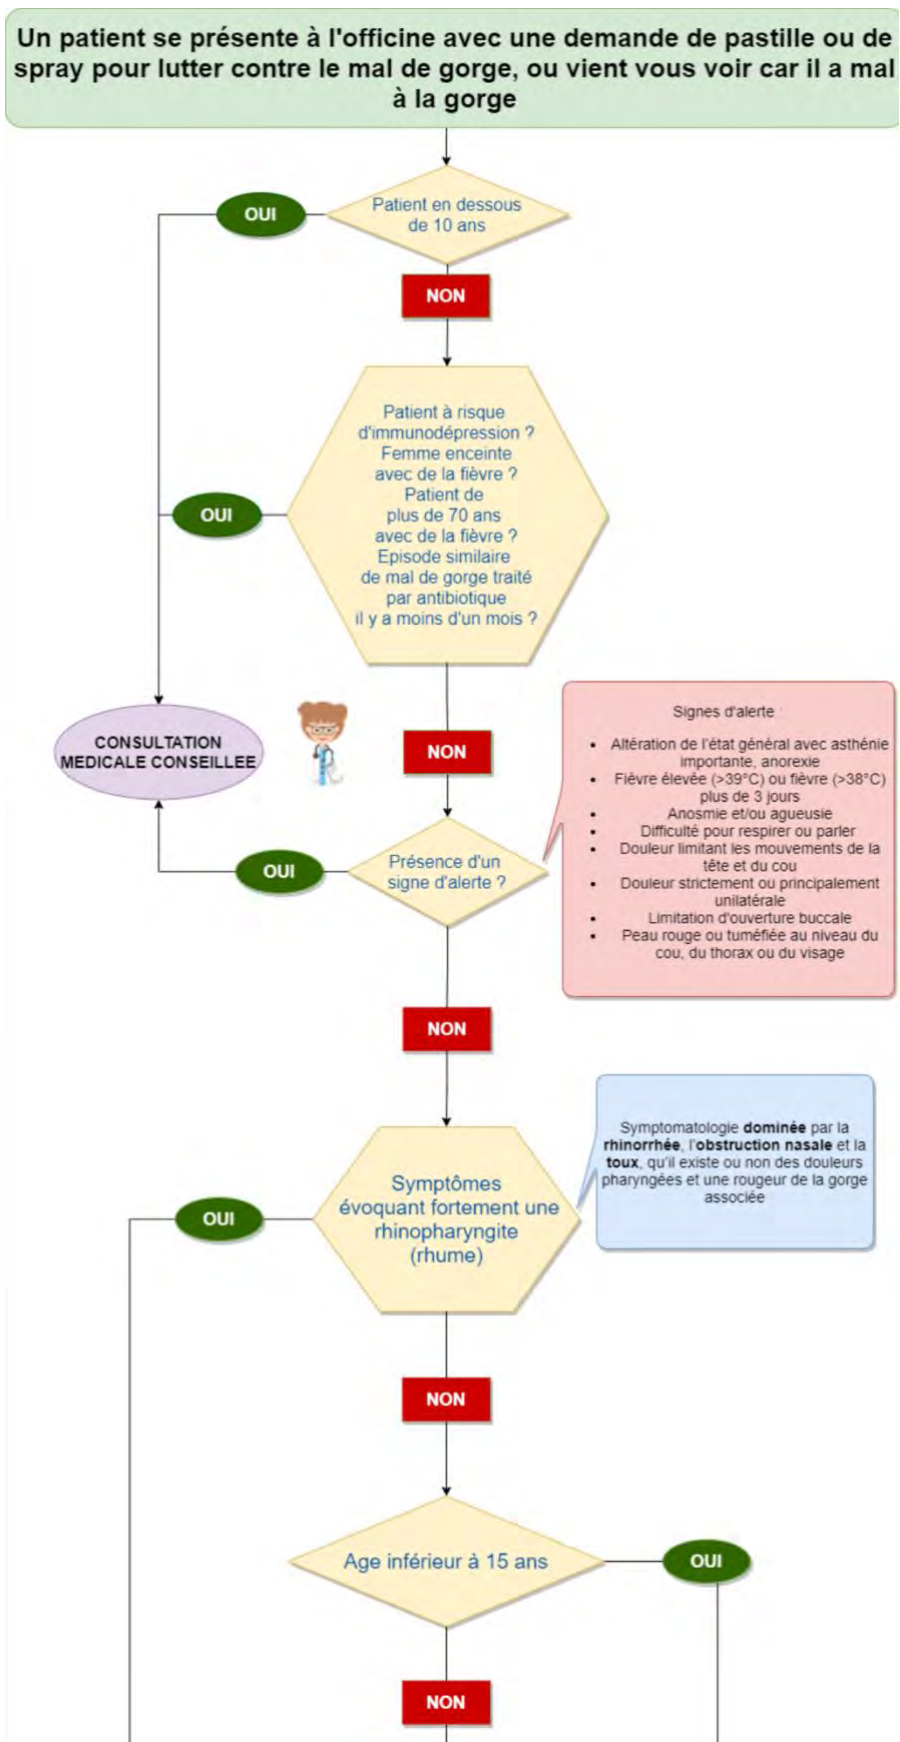 Un patient se présente à l'officine avec une demande de pastille ou de
spray pour lutter contre le mal de gorge, ou vient vous voir car il a mal
à la gorge
Patient en dessous
de 10 ans
OUI
NON
Patient à risque
d'immunodépression ?
Femme enceinte
avec de la fièvre ?
Patient de
plus de 70 ans
avec de la fièvre ?
Episode similaire
de mal de gorge traité
par antibiotique
il y a moins d'un mois ?
OUI
NON
CONSULTATION
MEDICALE CONSEILLEE
Signes d'alerte
• Altération de l'état général avec asthénie
importante, anorexie
• Fièvre élevée (>39°C) ou fièvre (>38°C)
plus de 3 jours
• Anosmie et/ou agueusie
• Difficulté pour respirer ou parler
• Douleur limitant les mouvements de la
tête et du cou
• Douleur strictement ou principalement
unilatérale
• Limitation d'ouverture buccale
• Peau rouge ou tuméfiée au niveau du
cou, du thorax ou du visage
Présence d'un
signe d'alerte ?
OUI
NON
Symptomatologie dominée par la
rhinorrhée, l'obstruction nasale et la
toux, qu'il existe ou non des douleurs
pharyngées et une rougeur de la gorge
associée
Symptômes
évoquant fortement une
rhinopharyngite
(rhume)
OUI
NON
Age inférieur à 15 ans
OUI
NON